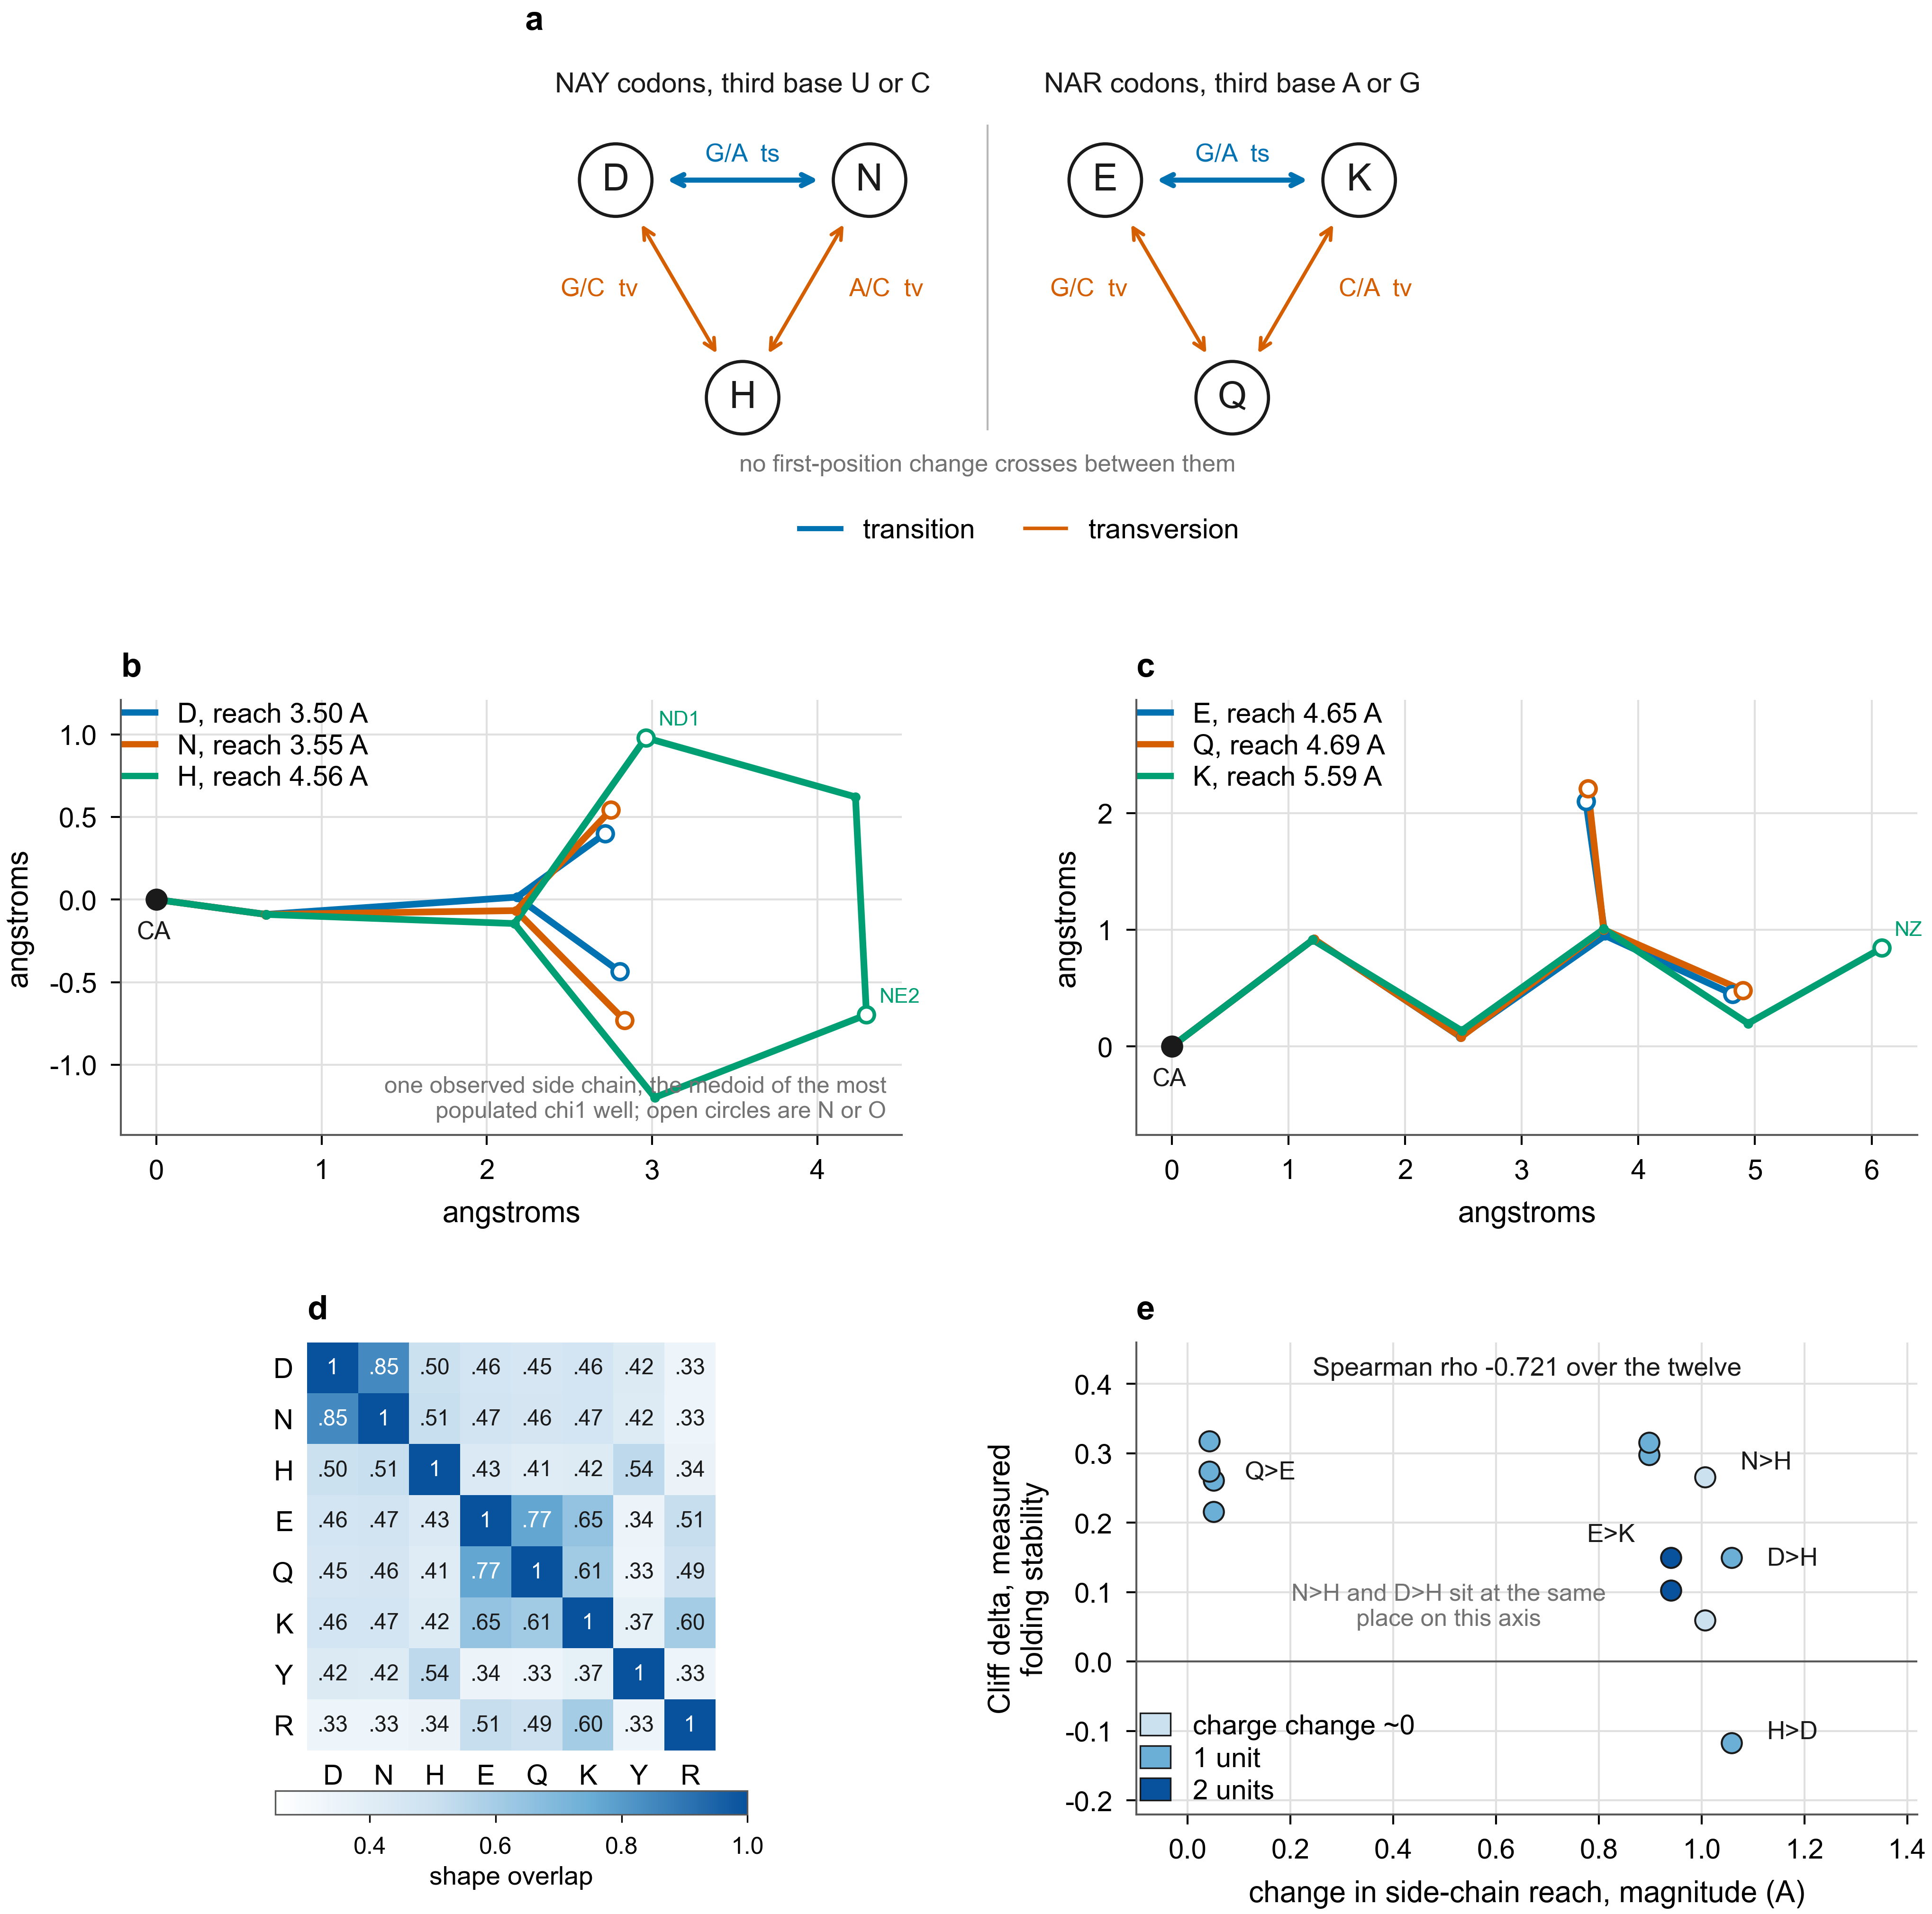 a
NAY codons, third base U or C
NAR codons, third base A or G
D
G/A ts
N
E
G/A ts
K
G/C tv
A/C tv
G/C tv
C/A tv
H
Q
no first-position change crosses between them
transition
transversion
b
D, reach 3.50 A
N, reach 3.55 A
H, reach 4.56 A
ND1
NE2
CA
one observed side chain, the medoid of the most
populated chi1 well; open circles are N or O
1.0
0.5
0.0
-0.5
-1.0
angstroms
0 1 2 3 4
angstroms
c
E, reach 4.65 A
Q, reach 4.69 A
K, reach 5.59 A
NZ
CA
2
1
0
angstroms
0 1 2 3 4 5 6
angstroms
d
D 1 .85 .50 .46 .45 .46 .42 .33
N .85 1 .51 .47 .46 .47 .42 .33
H .50 .51 1 .43 .41 .42 .54 .34
E .46 .47 .43 1 .77 .65 .34 .51
Q .45 .46 .41 .77 1 .61 .33 .49
K .46 .47 .42 .65 .61 1 .37 .60
Y .42 .42 .54 .34 .33 .37 1 .33
R .33 .33 .34 .51 .49 .60 .33 1
D N H E Q K Y R
0.4 0.6 0.8 1.0
shape overlap
e
Spearman rho -0.721 over the twelve
Q>E
N>H
E>K
D>H
N>H and D>H sit at the same
place on this axis
H>D
charge change ~0
1 unit
2 units
0.4
0.3
0.2
0.1
0.0
-0.1
-0.2
Cliff delta, measured
folding stability
0.0 0.2 0.4 0.6 0.8 1.0 1.2 1.4
change in side-chain reach, magnitude (A)